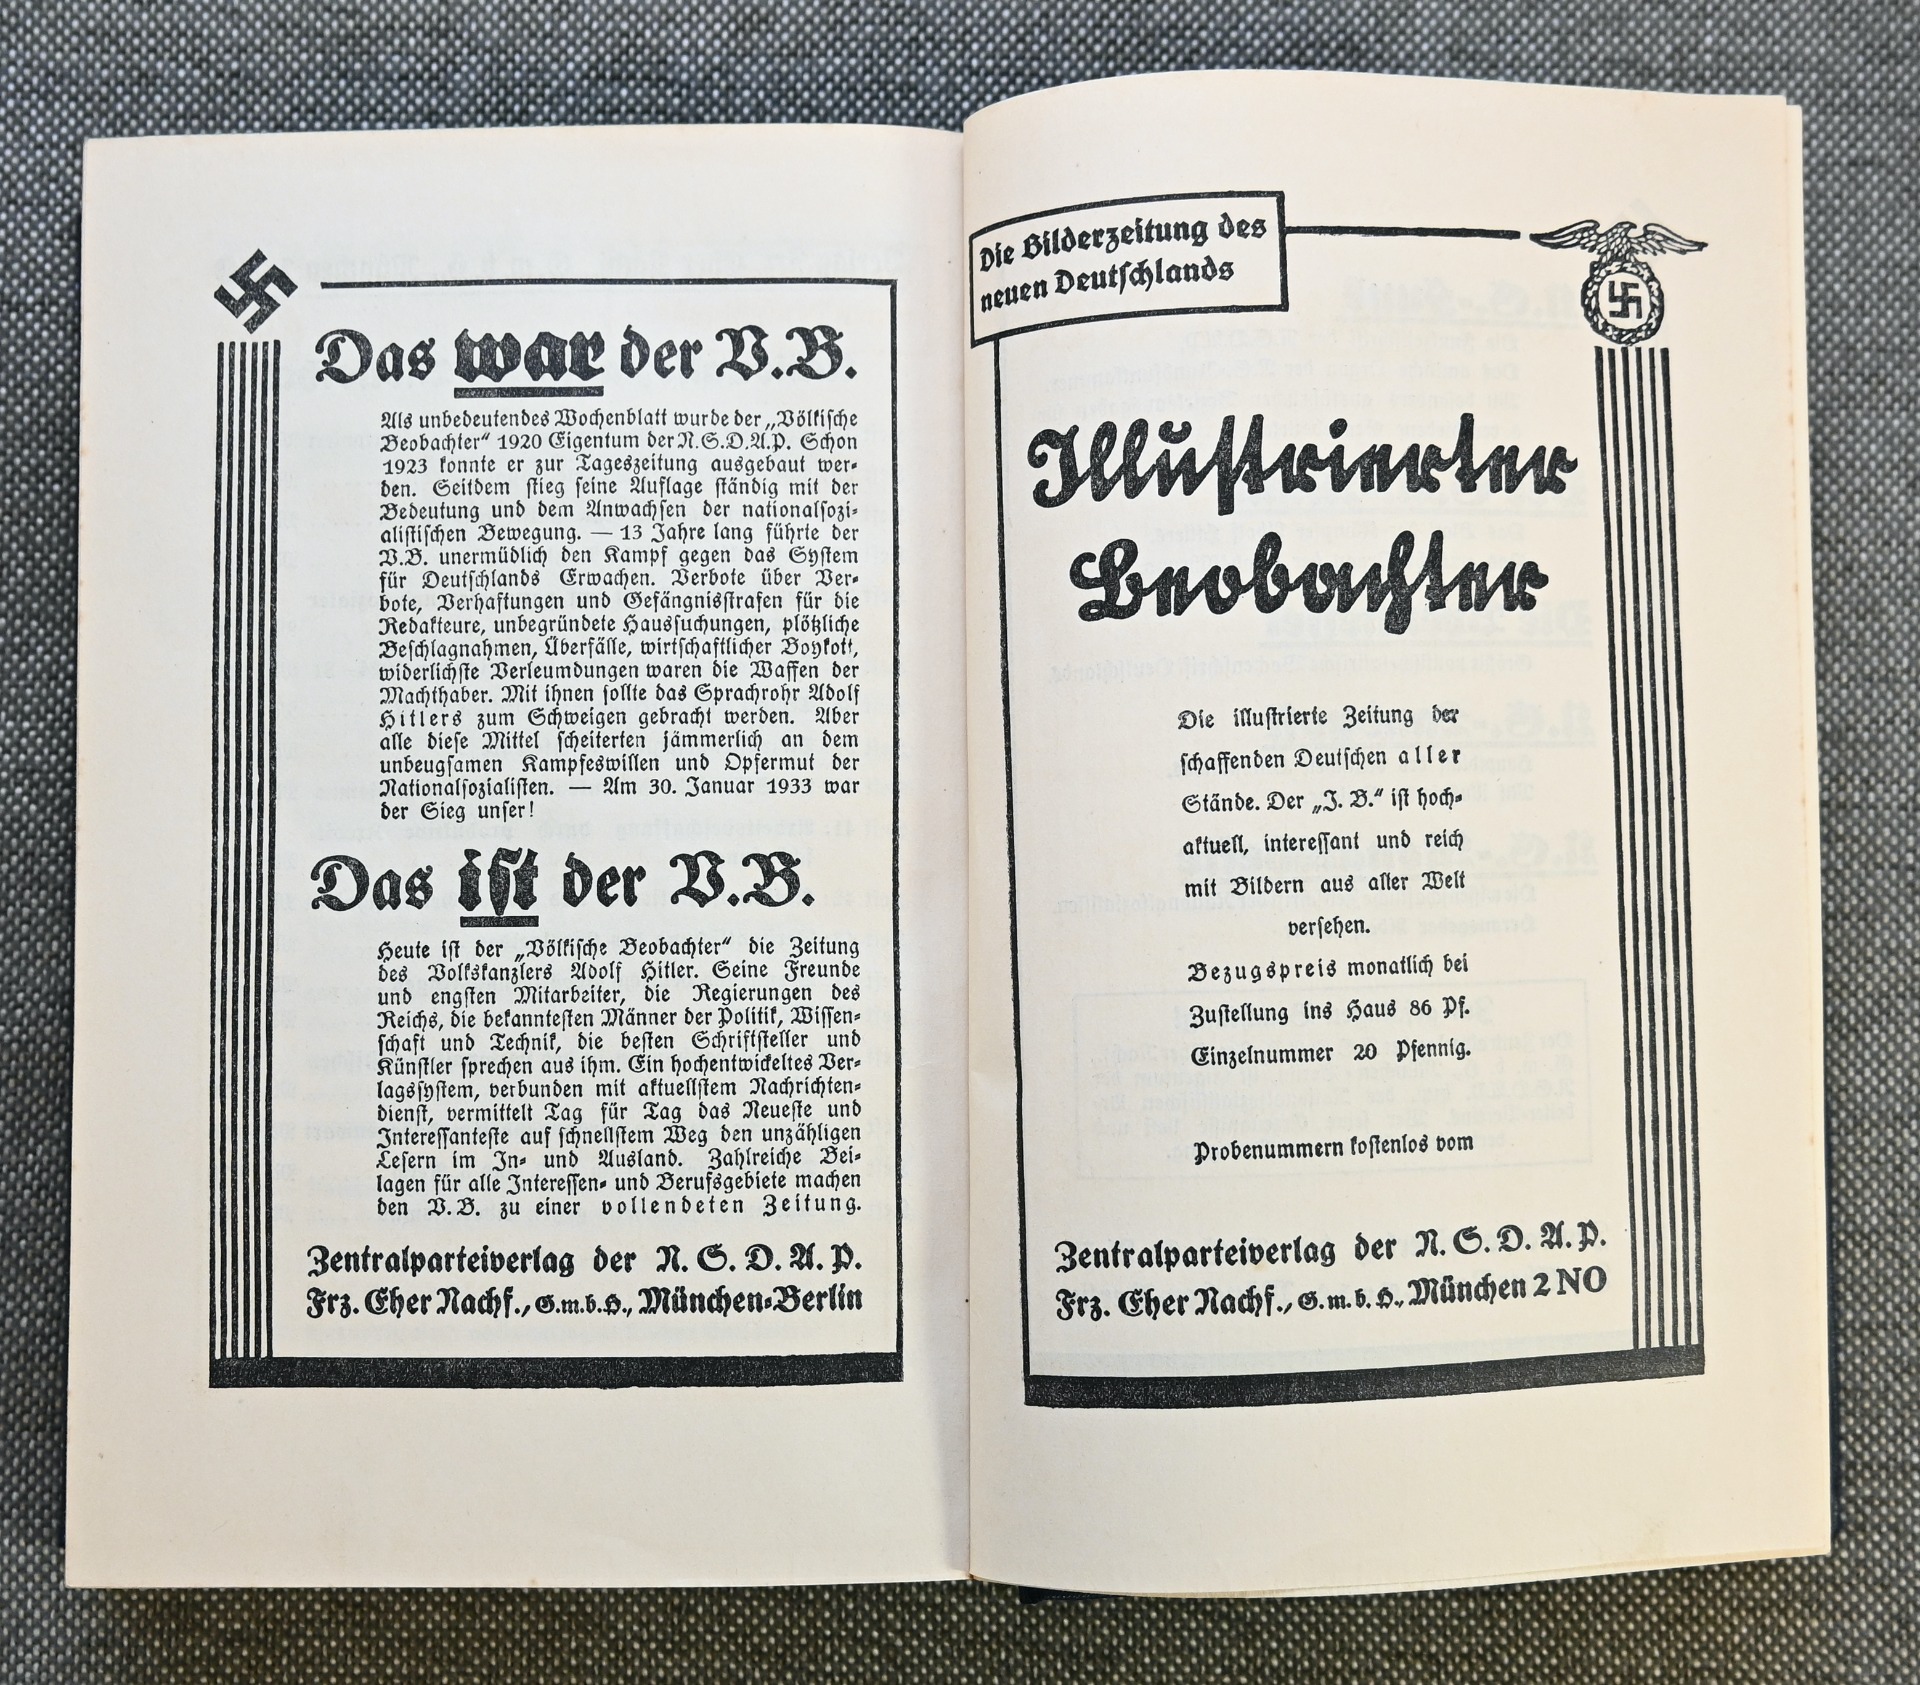 Das war der V.B.
Als unbedeutendes Wochenblatt wurde der „Völkische
Beobachter“ 1920 Eigentum der N.S.D.A.P. Schon
1923 konnte er zur Tageszeitung ausgebaut wer-
den. Seitdem stieg seine Auflage ständig mit der
Bedeutung und dem Anwachsen der nationalsozi-
alistischen Bewegung. — 13 Jahre lang führte der
V.B. unermüdlich den Kampf gegen das System
für Deutschlands Erwachen. Verbote über Ver-
bote, Verhaftungen und Gefängnisstrafen für die
Redakteure, unbegründete Haussuchungen, plötzliche
Beschlagnahmen, Überfälle, wirtschaftlicher Boykott,
widerlichste Verleumdungen waren die Waffen der
Machthaber. Mit ihnen sollte das Sprachrohr Adolf
Hitlers zum Schweigen gebracht werden. Aber
alle diese Mittel scheiterten jämmerlich an dem
unbeugsamen Kampfeswillen und Opfermut der
Nationalsozialisten. — Am 30. Januar 1933 war
der Sieg unser!
Das ist der V.B.
Heute ist der „Völkische Beobachter“ die Zeitung
des Volkskanzlers Adolf Hitler. Seine Freunde
und engsten Mitarbeiter, die Regierungen des
Reichs, die bekanntesten Männer der Politik, Wissen-
schaft und Technik, die besten Schriftsteller und
Künstler sprechen aus ihm. Ein hochentwickeltes Ver-
lagssystem, verbunden mit aktuellstem Nachrichten-
dienst, vermittelt Tag für Tag das Neueste und
Interessanteste auf schnellstem Weg den unzähligen
Lesern im In- und Ausland. Zahlreiche Bei-
lagen für alle Interessen- und Berufsgebiete machen
den V.B. zu einer vollendeten Zeitung.
Zentralparteiverlag der N.S.D.A.P.
Frz. Eher Nachf., G.m.b.H., München-Berlin
Die Bilderzeitung des
neuen Deutschlands
Illustrierter
Beobachter
Die illustrierte Zeitung der
schaffenden Deutschen aller
Stände. Der „J. B.“ ist hoch-
aktuell, interessant und reich
mit Bildern aus aller Welt
versehen.
Bezugspreis monatlich bei
Zustellung ins Haus 86 Pf.
Einzelnummer 20 Pfennig.
Probenummern kostenlos vom
Zentralparteiverlag der N.S.D.A.P.
Frz. Eher Nachf., G.m.b.H., München 2 NO